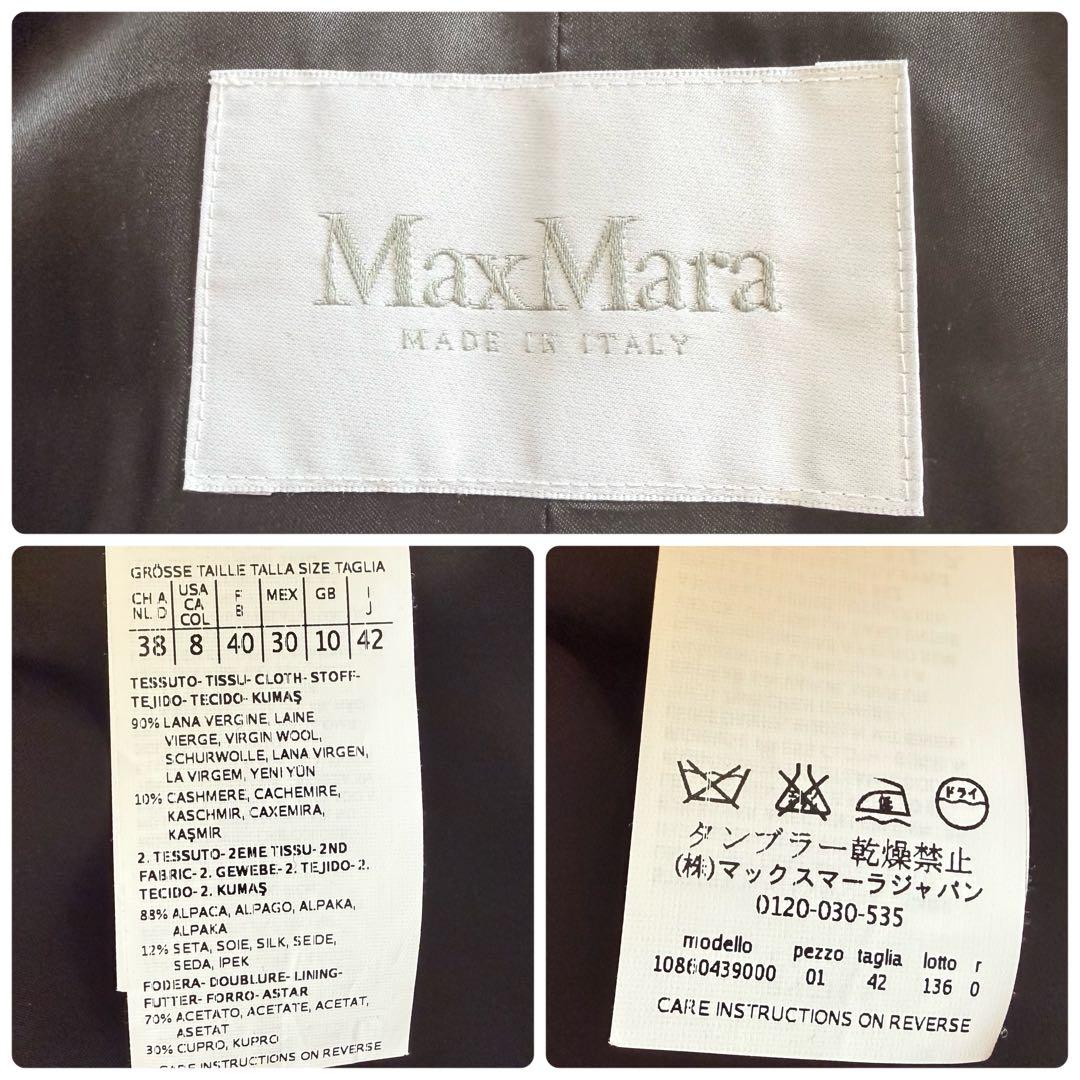 MaxMara
MADE IN ITALY
GRÖSSE TAILLE TALLA SIZE TAGLIA
CH A NL D USA CA COL F B MEX GB I J
38 8 40 30 10 42
TESSUTO- TISSU- CLOTH- STOFF-
TEJIDO- TECIDO- KUMAŞ
90% LANA VERGINE, LAINE
VIERGE, VIRGIN WOOL,
SCHURWOLLE, LANA VIRGEN,
LA VIRGEM, YENI YÜN
10% CASHMERE, CACHEMIRE,
KASCHMIR, CAXEMIRA,
KAŞMIR
2. TESSUTO- 2EME TISSU- 2ND
FABRIC- 2. GEWEBE- 2. TEJIDO- 2.
TECIDO- 2. KUMAŞ
88% ALPACA, ALPAGO, ALPAKA,
ALPAKA
12% SETA, SOIE, SILK, SEIDE,
SEDA, İPEK
FODERA- DOUBLURE- LINING-
FUTTER- FORRO- ASTAR
70% ACETATO, ACETATE, ACETAT,
ASETAT
30% CUPRO, KUPRO
CARE INSTRUCTIONS ON REVERSE
低 ドライ
タンブラー乾燥禁止
(株)マックスマーラジャパン
0120-030-535
modello pezzo taglia lotto r
10860439000 01 42 136 0
CARE INSTRUCTIONS ON REVERSE